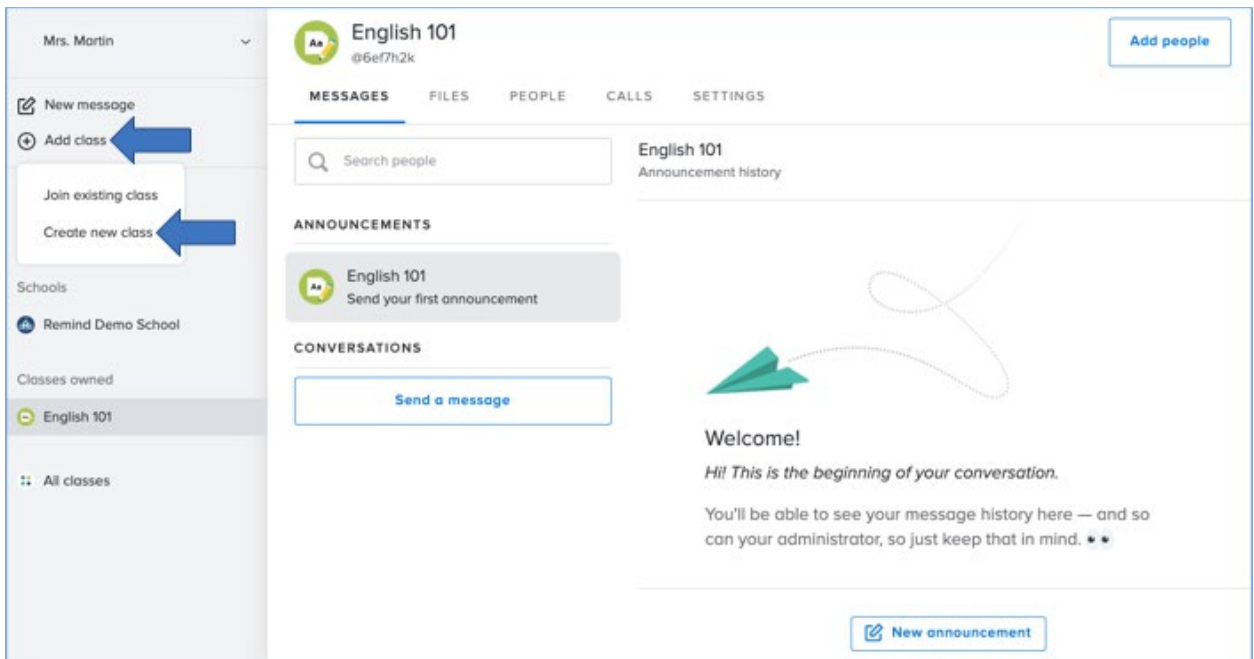 Mrs. Martin
New message
Add class
Join existing class
Create new class
Schools
Remind Demo School
Classes owned
English 101
All classes
English 101
@6ef7h2k
Add people
MESSAGES FILES PEOPLE CALLS SETTINGS
Search people
ANNOUNCEMENTS
English 101
Send your first announcement
CONVERSATIONS
Send a message
English 101
Announcement history
Welcome!
Hi! This is the beginning of your conversation.
You'll be able to see your message history here — and so
can your administrator, so just keep that in mind. 👀
New announcement